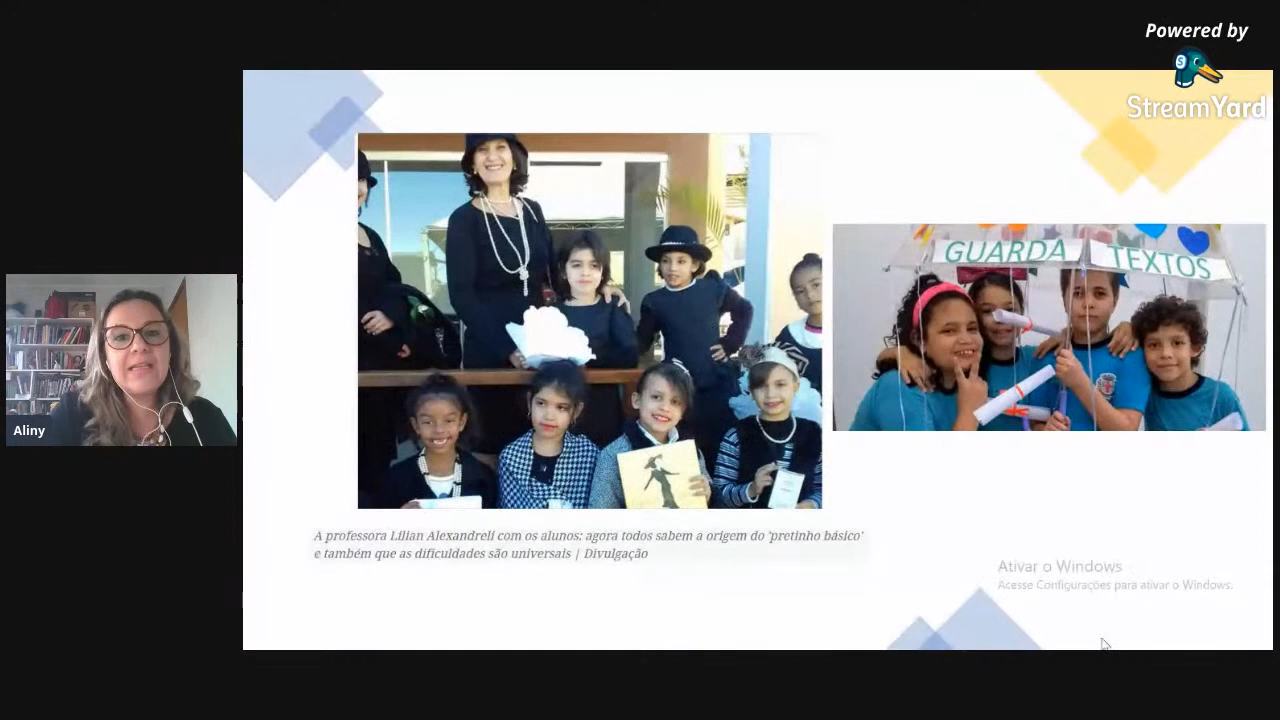 Powered by
StreamYard
GUARDA TEXTOS
Aliny
A professora Lilian Alexandreli com os alunos: agora todos sabem a origem do 'pretinho básico'
e também que as dificuldades são universais | Divulgação
Ativar o Windows
Acesse Configurações para ativar o Windows.